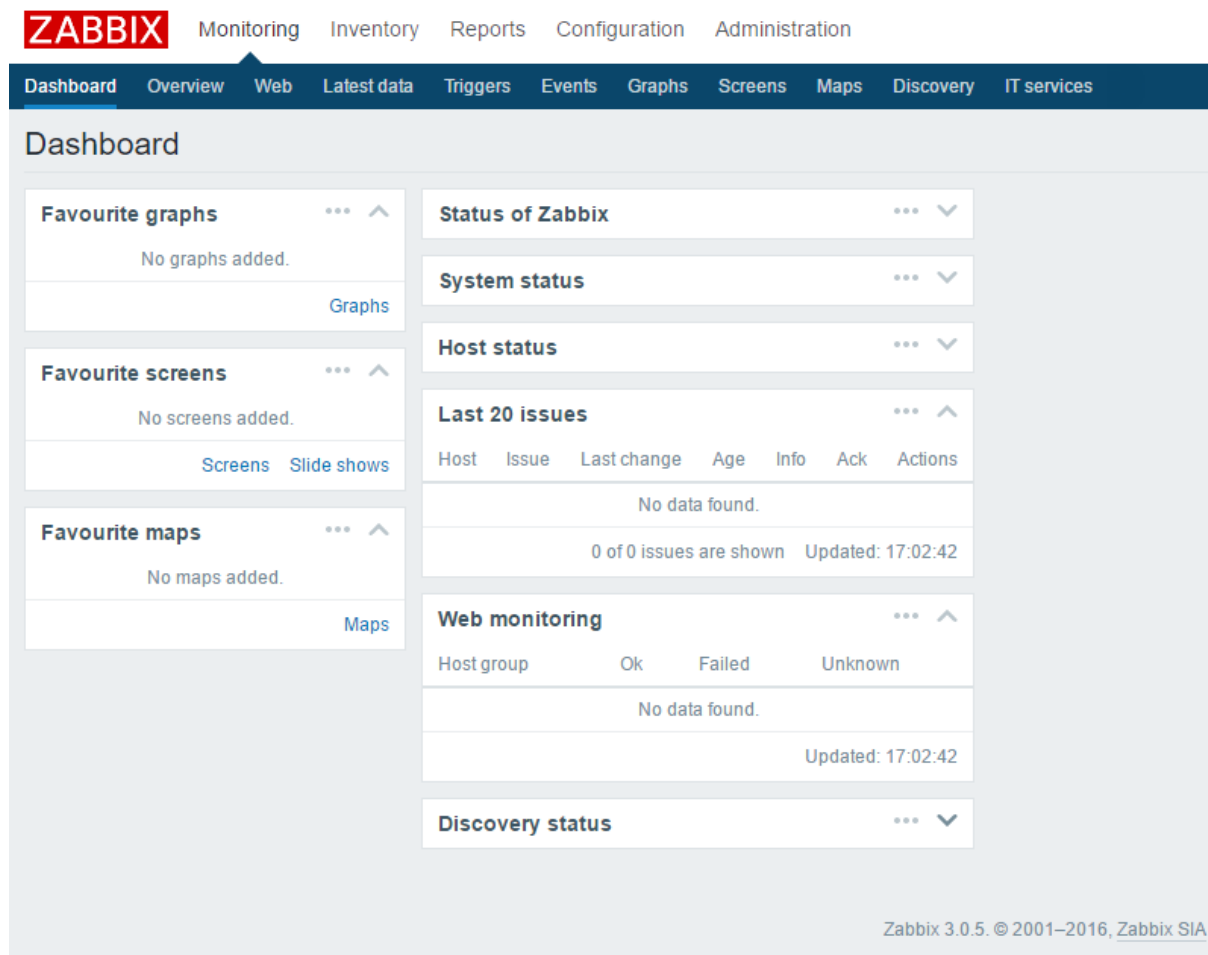 ZABBIX Monitoring Inventory Reports Configuration Administration
Dashboard Overview Web Latest data Triggers Events Graphs Screens Maps Discovery IT services
Dashboard
Favourite graphs
No graphs added.
Graphs
Favourite screens
No screens added.
Screens Slide shows
Favourite maps
No maps added.
Maps
Status of Zabbix
System status
Host status
Last 20 issues
Host Issue Last change Age Info Ack Actions
No data found.
0 of 0 issues are shown Updated: 17:02:42
Web monitoring
Host group Ok Failed Unknown
No data found.
Updated: 17:02:42
Discovery status
Zabbix 3.0.5. © 2001–2016, Zabbix SIA